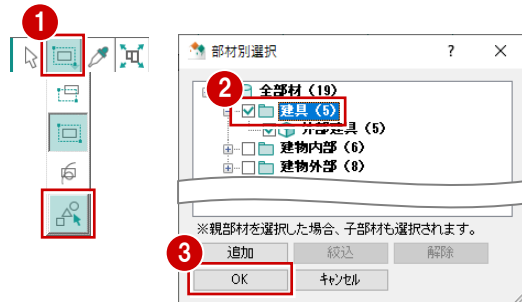 1
部材別選択 ? ×
2
全部材 (19)
建具 (5)
外部建具 (5)
建物内部 (6)
建物外部 (8)
※親部材を選択した場合、子部材も選択されます。
3
追加 絞込 解除
OK キャンセル